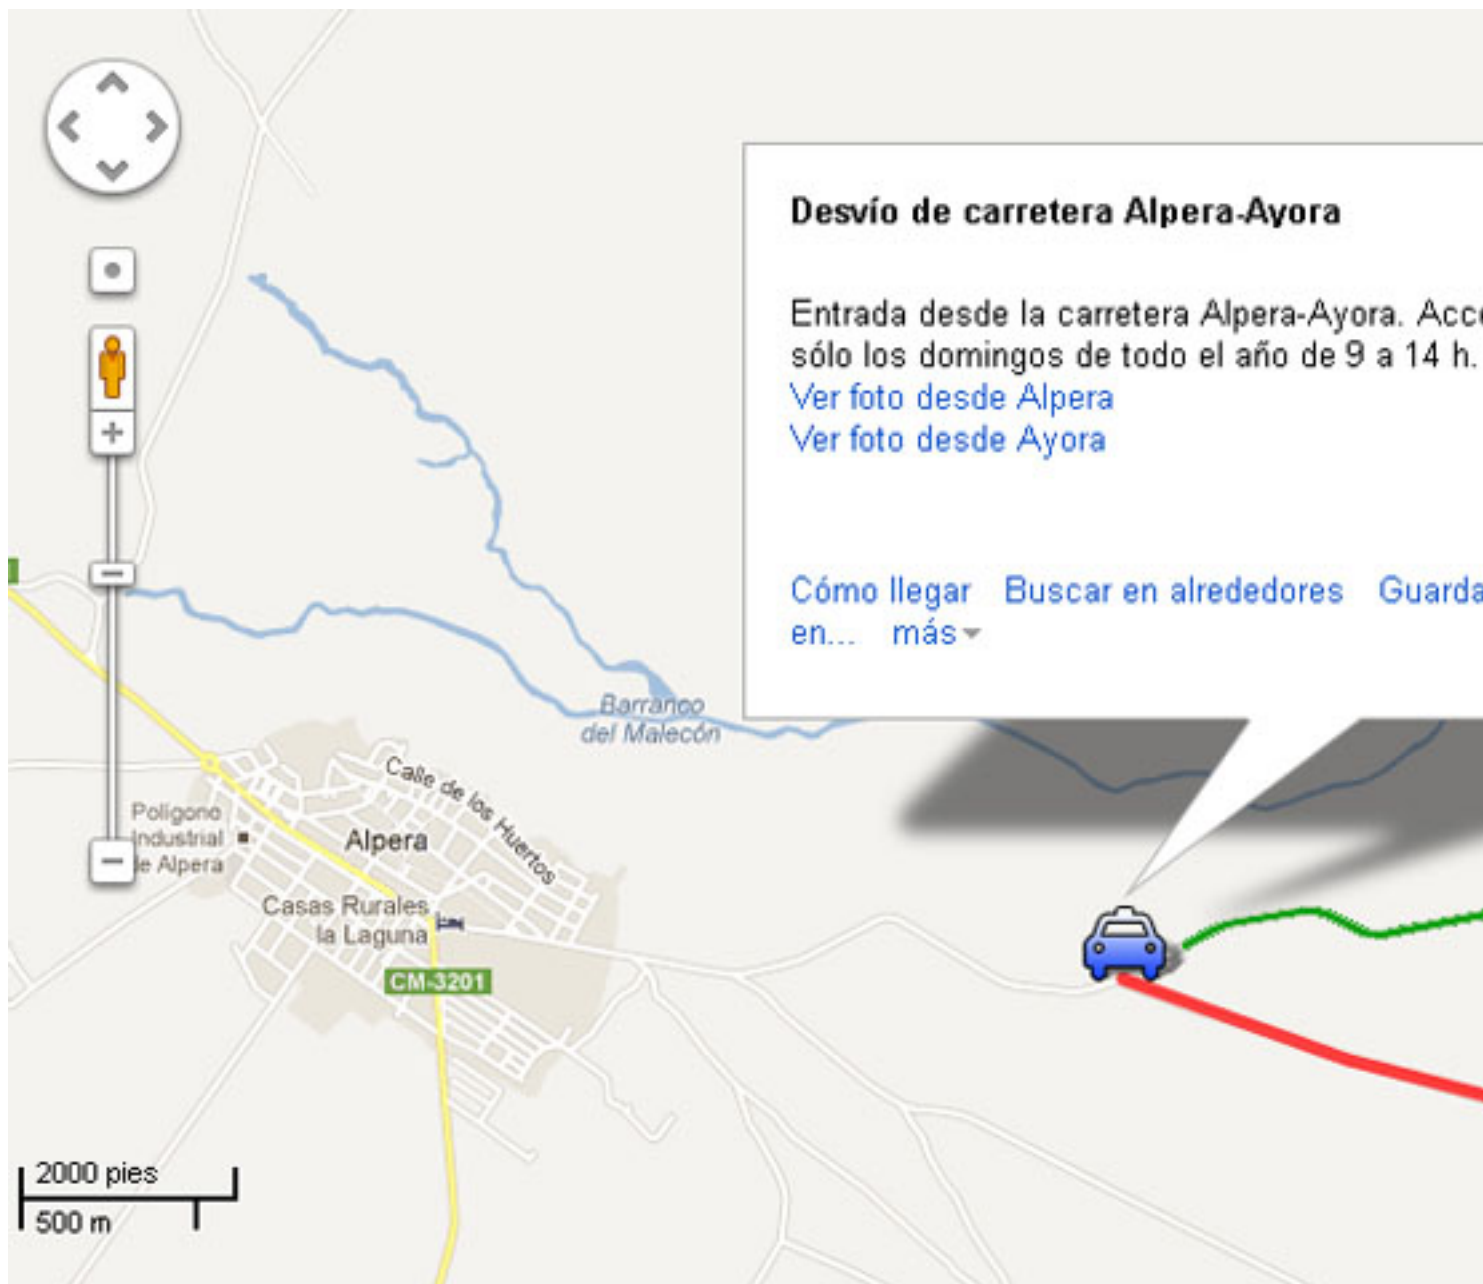 Desvío de carretera Alpera-Ayora
Entrada desde la carretera Alpera-Ayora.
sólo los domingos de todo el año de 9 a 14 h.
Ver foto desde Alpera
Ver foto desde Ayora
Cómo llegar Buscar en alrededores
en... más
Barranco
del Malecón
Calle de los Huertos
Polígono
Industrial
de Alpera
Alpera
Casas Rurales
la Laguna
CM-3201
2000 pies
500 m